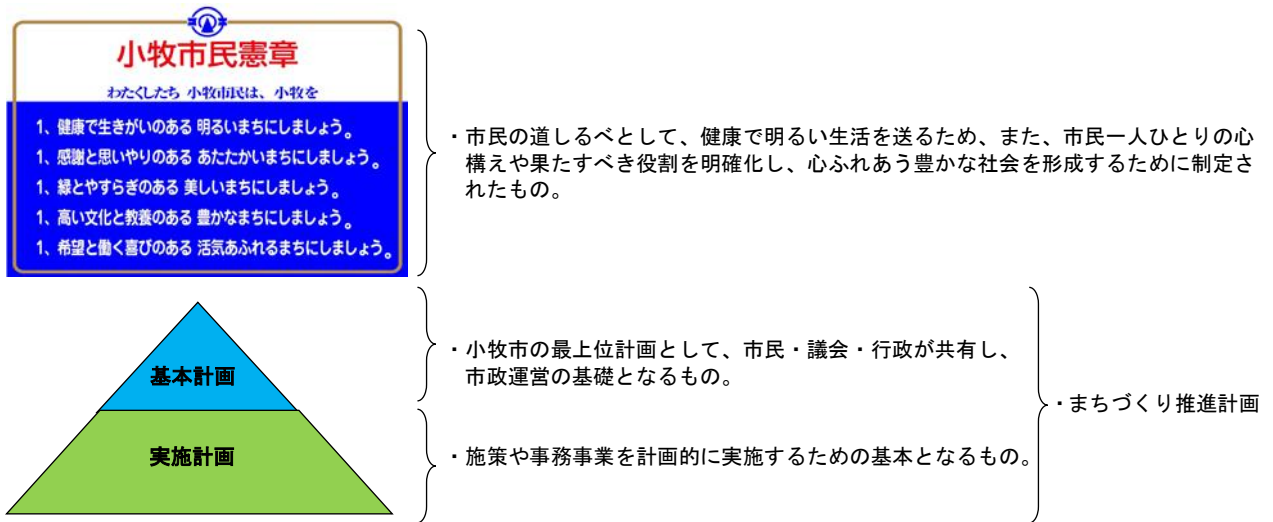 小牧市民憲章
わたくしたち 小牧市民は、小牧を
1、健康で生きがいのある 明るいまちにしましょう。
1、感謝と思いやりのある あたたかいまちにしましょう。
1、緑とやすらぎのある 美しいまちにしましょう。
1、高い文化と教養のある 豊かなまちにしましょう。
1、希望と働く喜びのある 活気あふれるまちにしましょう。
・市民の道しるべとして、健康で明るい生活を送るため、また、市民一人ひとりの心
構えや果たすべき役割を明確化し、心ふれあう豊かな社会を形成するために制定さ
れたもの。
基本計画
・小牧市の最上位計画として、市民・議会・行政が共有し、
市政運営の基礎となるもの。
実施計画
・施策や事務事業を計画的に実施するための基本となるもの。
・まちづくり推進計画